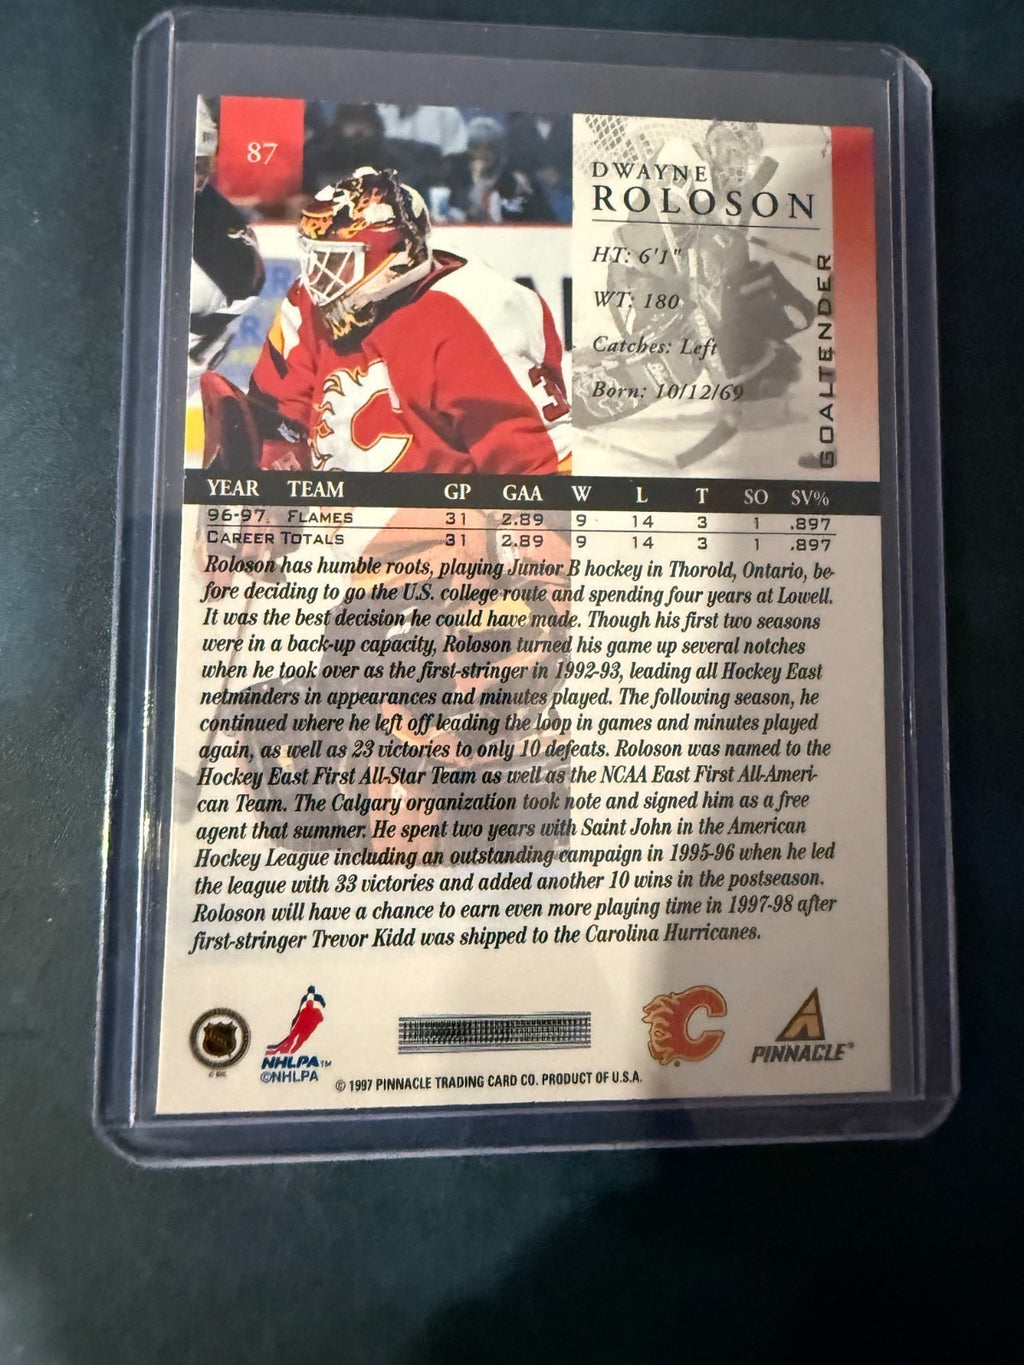 87
DWAYNE
ROLOSON
HT: 6'1"
WT: 180
Catches: Left
Born: 10/12/69
GOALTENDER
YEAR TEAM GP GAA W L T SO SV%
96-97 FLAMES 31 2.89 9 14 3 1 .897
CAREER TOTALS 31 2.89 9 14 3 1 .897
Roloson has humble roots, playing Junior B hockey in Thorold, Ontario, be-
fore deciding to go the U.S. college route and spending four years at Lowell.
It was the best decision he could have made. Though his first two seasons
were in a back-up capacity, Roloson turned his game up several notches
when he took over as the first-stringer in 1992-93, leading all Hockey East
netminders in appearances and minutes played. The following season, he
continued where he left off leading the loop in games and minutes played
again, as well as 23 victories to only 10 defeats. Roloson was named to the
Hockey East First All-Star Team as well as the NCAA East First All-Ameri-
can Team. The Calgary organization took note and signed him as a free
agent that summer. He spent two years with Saint John in the American
Hockey League including an outstanding campaign in 1995-96 when he led
the league with 33 victories and added another 10 wins in the postseason.
Roloson will have a chance to earn even more playing time in 1997-98 after
first-stringer Trevor Kidd was shipped to the Carolina Hurricanes.
NHLPA™
©NHLPA
C
PINNACLE®
© 1997 PINNACLE TRADING CARD CO. PRODUCT OF U.S.A.